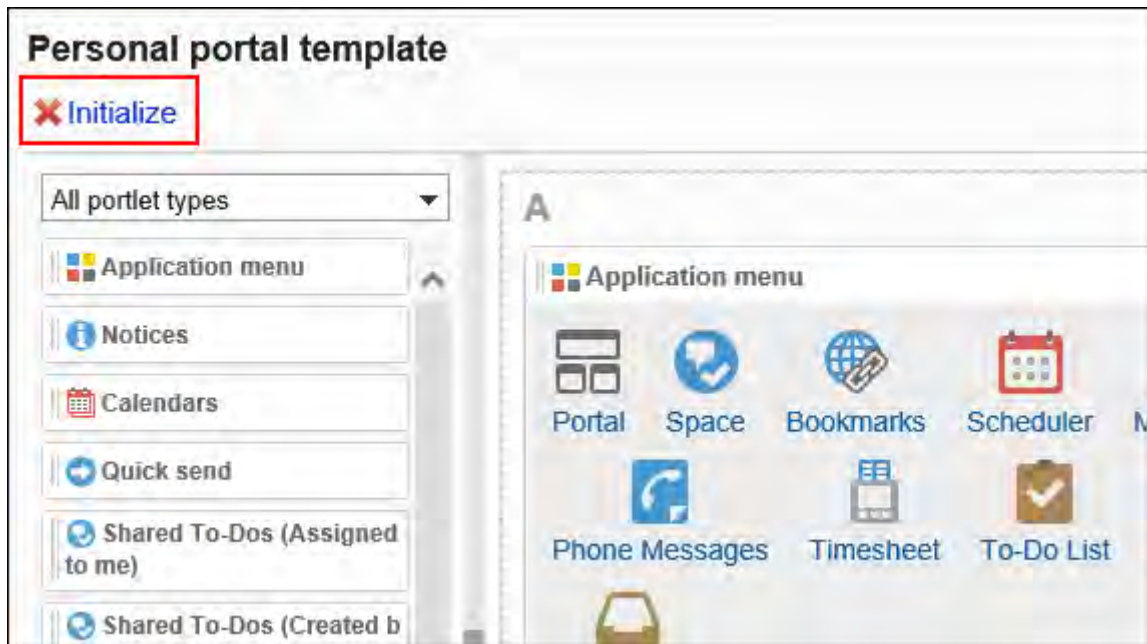 Personal portal template
Initialize
All portlet types
Application menu
Notices
Calendars
Quick send
Shared To-Dos (Assigned
to me)
Shared To-Dos (Created b
A
Application menu
Portal Space Bookmarks Scheduler M
Phone Messages Timesheet To-Do List